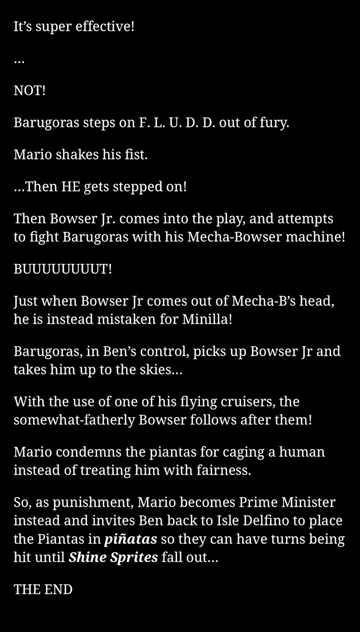 It’s super effective!
…
NOT!
Barugoras steps on F. L. U. D. D. out of fury.
Mario shakes his fist.
…Then HE gets stepped on!
Then Bowser Jr. comes into the play, and attempts
to fight Barugoras with his Mecha-Bowser machine!
BUUUUUUUUT!
Just when Bowser Jr comes out of Mecha-B’s head,
he is instead mistaken for Minilla!
Barugoras, in Ben’s control, picks up Bowser Jr and
takes him up to the skies…
With the use of one of his flying cruisers, the
somewhat-fatherly Bowser follows after them!
Mario condemns the piantas for caging a human
instead of treating him with fairness.
So, as punishment, Mario becomes Prime Minister
instead and invites Ben back to Isle Delfino to place
the Piantas in piñatas so they can have turns being
hit until Shine Sprites fall out…
THE END